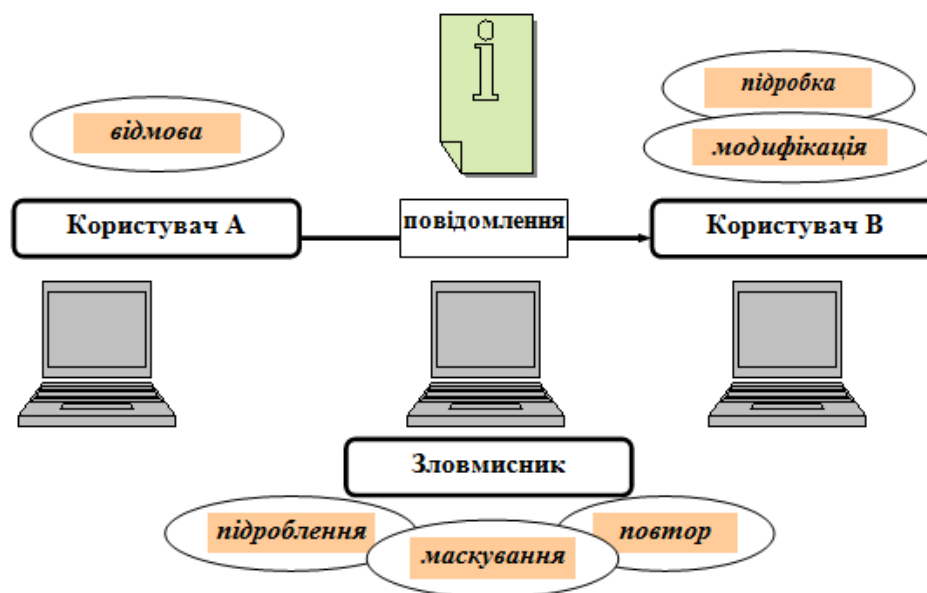 i
підробка
відмова
модифікація
Користувач А
повідомлення
Користувач В
Зловмисник
підроблення
повтор
маскування